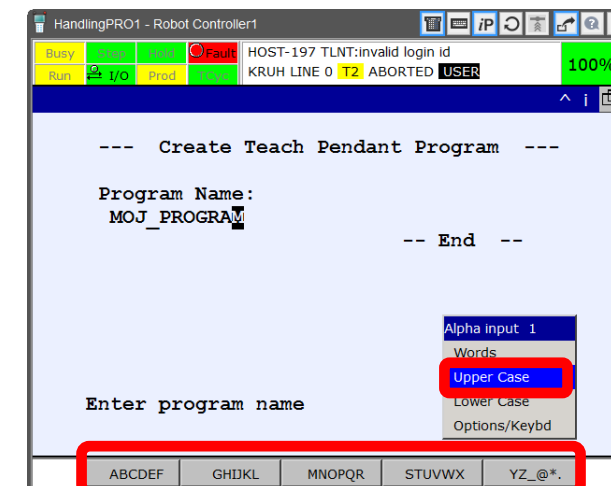 HandlingPRO1 - Robot Controller1
iP
Busy Step Hold Fault HOST-197 TLNT:invalid login id
Run I/O Prod TCyc KRUH LINE 0 T2 ABORTED USER 100%
i
--- Create Teach Pendant Program ---
Program Name:
MOJ_PROGRAM
-- End --
Alpha input 1
Words
Upper Case
Lower Case
Options/Keybd
Enter program name
ABCDEF GHIJKL MNOPQR STUVWX YZ_@*.